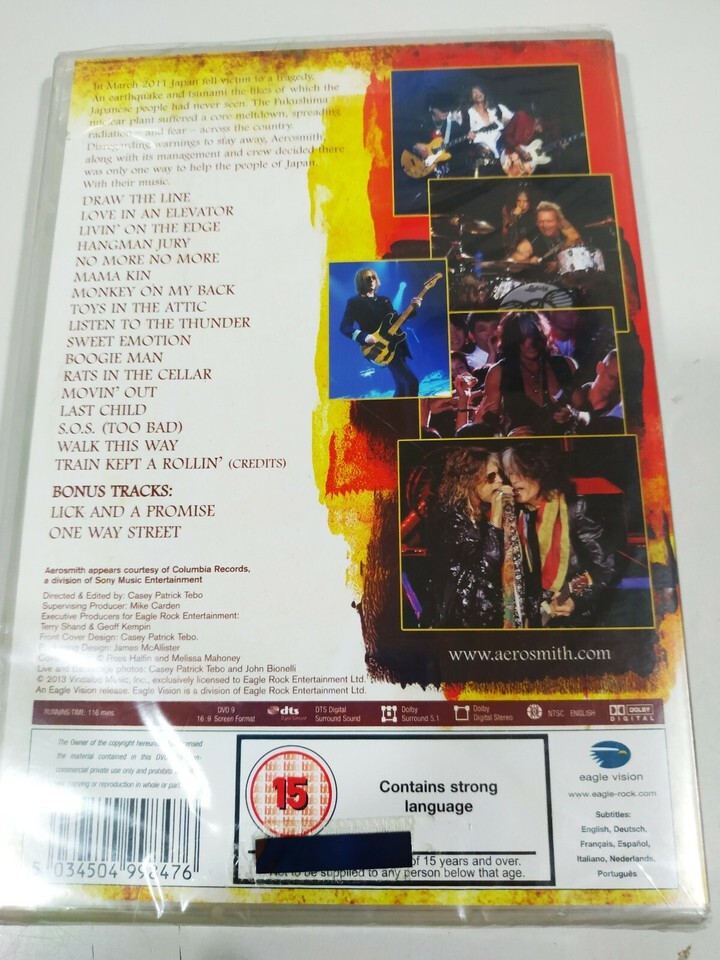 In March 2011 Japan fell victim to a tragedy.
An earthquake and tsunami the likes of which the
Japanese people had never seen. The Fukushima
nuclear plant suffered a core meltdown, spreading
radiation – and fear – across the country.
Disregarding warnings to stay away, Aerosmith,
along with its management and crew decided there
was only one way to help the people of Japan.
With their music.
DRAW THE LINE
LOVE IN AN ELEVATOR
LIVIN' ON THE EDGE
HANGMAN JURY
NO MORE NO MORE
MAMA KIN
MONKEY ON MY BACK
TOYS IN THE ATTIC
LISTEN TO THE THUNDER
SWEET EMOTION
BOOGIE MAN
RATS IN THE CELLAR
MOVIN' OUT
LAST CHILD
S.O.S. (TOO BAD)
WALK THIS WAY
TRAIN KEPT A ROLLIN' (CREDITS)
BONUS TRACKS:
LICK AND A PROMISE
ONE WAY STREET
Aerosmith appears courtesy of Columbia Records,
a division of Sony Music Entertainment
Directed & Edited by: Casey Patrick Tebo
Supervising Producer: Mike Carden
Executive Producers for Eagle Rock Entertainment:
Terry Shand & Geoff Kempin
Front Cover Design: Casey Patrick Tebo.
Design: James McAllister
© Ross Halfin and Melissa Mahoney
Live and photos: Casey Patrick Tebo and John Bionelli
© 2013 Vindaloo Music, Inc., exclusively licensed to Eagle Rock Entertainment Ltd.
An Eagle Vision release. Eagle Vision is a division of Eagle Rock Entertainment Ltd.
www.aerosmith.com
RUNNING TIME: 116 mins
DVD 9
16:9 Screen Format
dts
Digital Surround
DTS Digital
Surround Sound
Dolby
Surround 5.1
Dolby
Digital Stereo
NTSC ENGLISH
DOLBY
DIGITAL
The Owner of the copyright licensed
the material contained in this
commercial private use only and prohibits
copying or reproduction in whole or part
5 034504 998476
15
Contains strong
language
of 15 years and over.
Not to be supplied to any person below that age.
eagle vision
www.eagle-rock.com
Subtitles:
English, Deutsch,
Français, Español,
Italiano, Nederlands,
Português